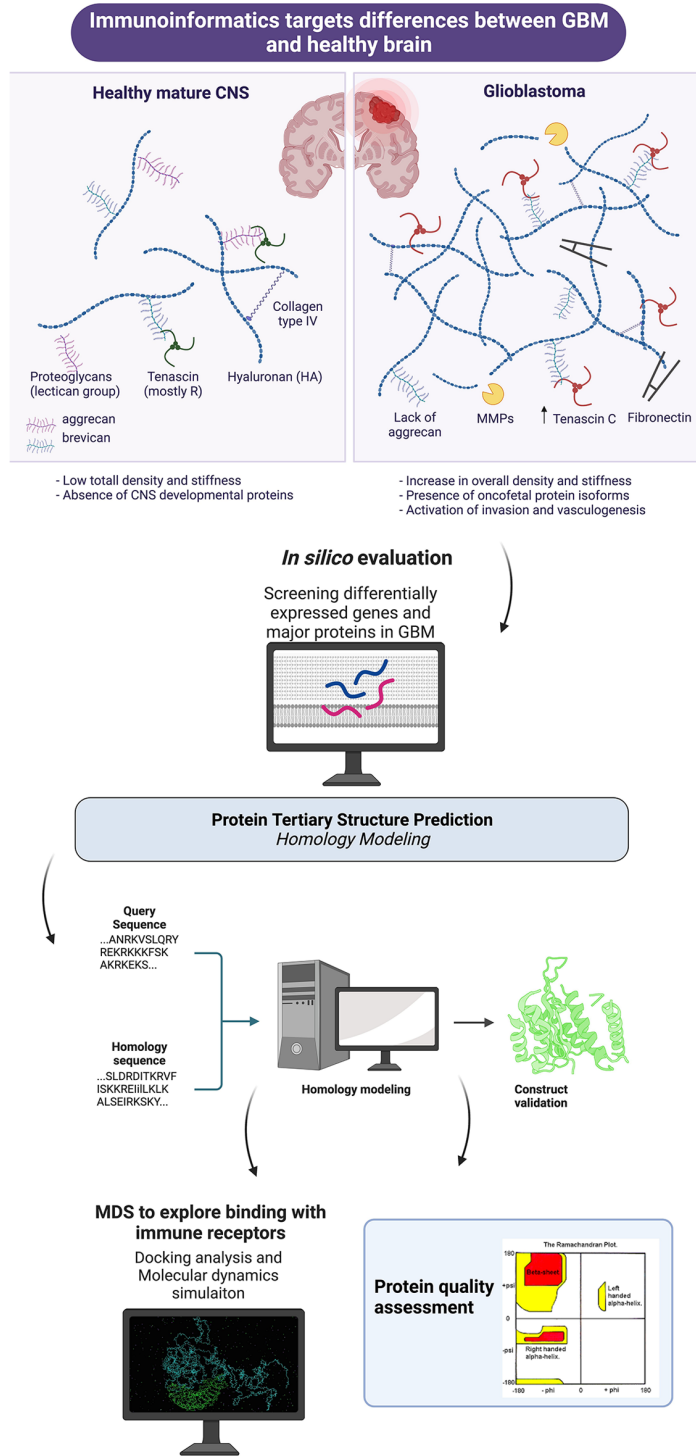 Immunoinformatics targets differences between GBM
and healthy brain
Healthy mature CNS
Collagen
type IV
Proteoglycans
(lectican group)
Tenascin
(mostly R)
Hyaluronan (HA)
aggrecan
brevican
Glioblastoma
Lack of
aggrecan
MMPs
↑ Tenascin C
Fibronectin
- Low totall density and stiffness
- Absence of CNS developmental proteins
- Increase in overall density and stiffness
- Presence of oncofetal protein isoforms
- Activation of invasion and vasculogenesis
In silico evaluation
Screening differentially
expressed genes and
major proteins in GBM
Protein Tertiary Structure Prediction
Homology Modeling
Query
Sequence
...ANRKVSLQRY
REKRKKKFSK
AKRKEKS...
Homology
sequence
...SLDRDITKRVF
ISKKREIilLKLK
ALSEIRKSKY...
Homology modeling
Construct
validation
MDS to explore binding with
immune receptors
Docking analysis and
Molecular dynamics
simulaiton
Protein quality
assessment
The Ramachandran Plot.
180
Beta-sheet.
+psi
Left
handed
alpha-helix.
0
Right handed
alpha-helix.
-psi
-180
-180
- phi
0
+ phi
180